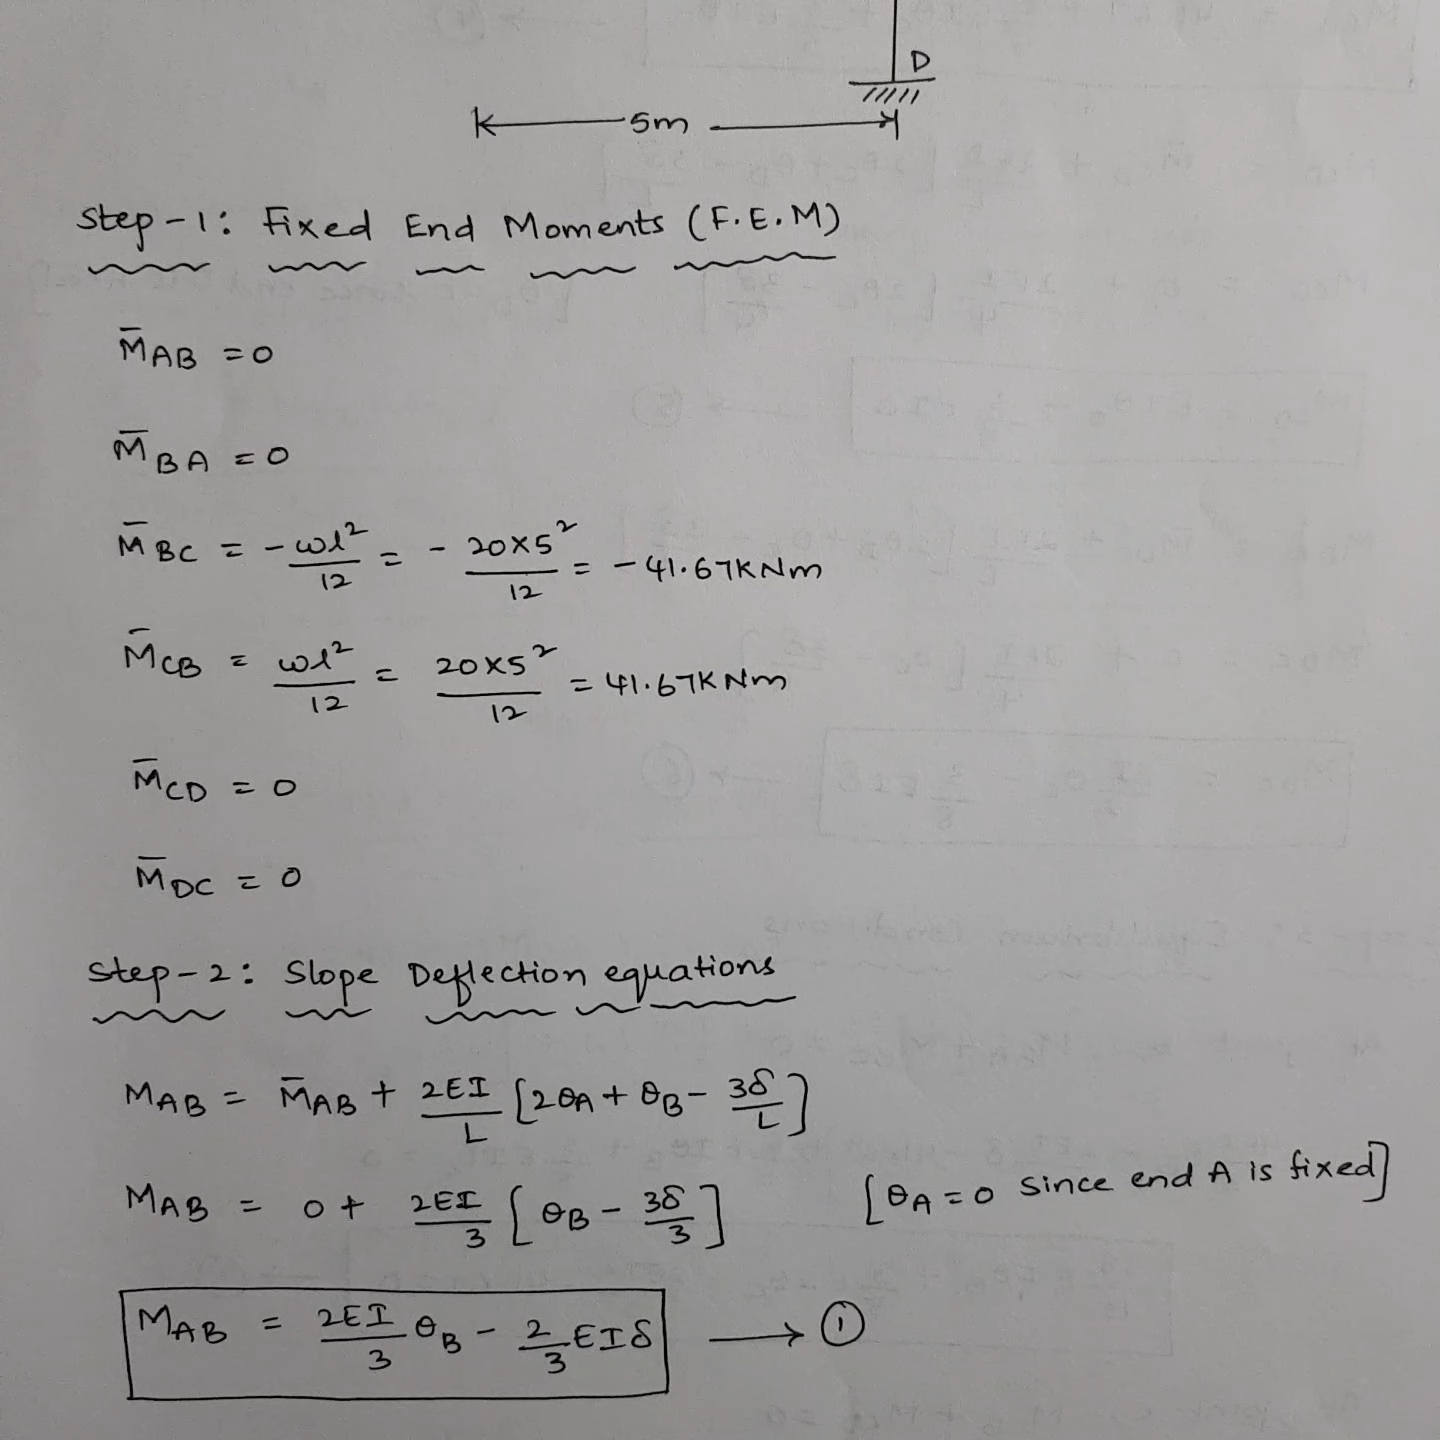 D
5m
Step-1: Fixed End Moments (F.E.M)
M̅AB = 0
M̅BA = 0
M̅BC = -ωl²/12 = - 20×5²/12 = -41.67KNm
M̅CB = ωl²/12 = 20×5²/12 = 41.67KNm
M̅CD = 0
M̅DC = 0
Step-2: Slope Deflection equations
MAB = M̅AB + 2EI/L [2θA + θB - 3δ/L]
MAB = 0 + 2EI/3 [θB - 3δ/3] [θA = 0 Since end A is fixed]
MAB = 2EI/3 θB - 2/3 EIδ → ①